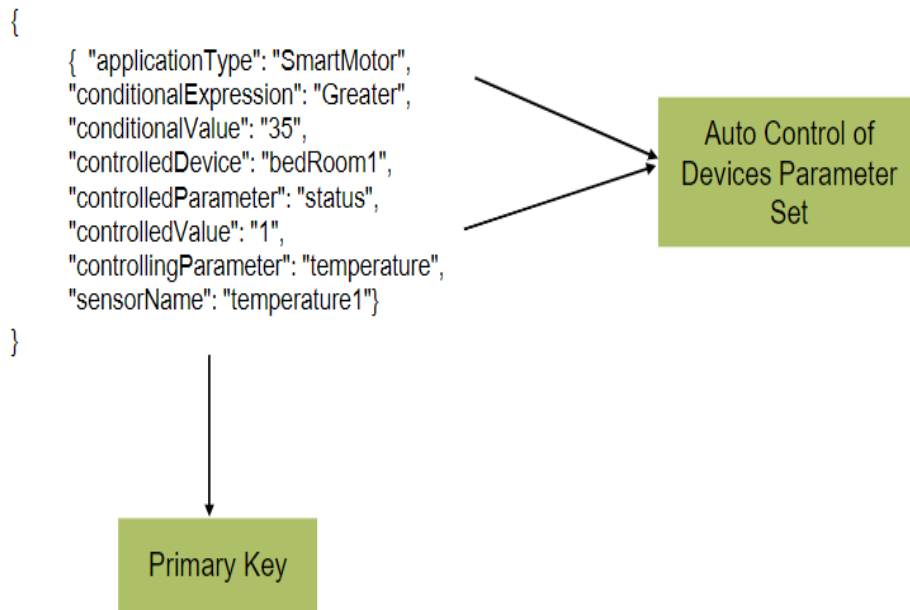 {
{  "applicationType": "SmartMotor",
"conditionalExpression": "Greater",
"conditionalValue": "35",
"controlledDevice": "bedRoom1",
"controlledParameter": "status",
"controlledValue": "1",
"controllingParameter": "temperature",
"sensorName": "temperature1"}
}
Auto Control of
Devices Parameter
Set
Primary Key